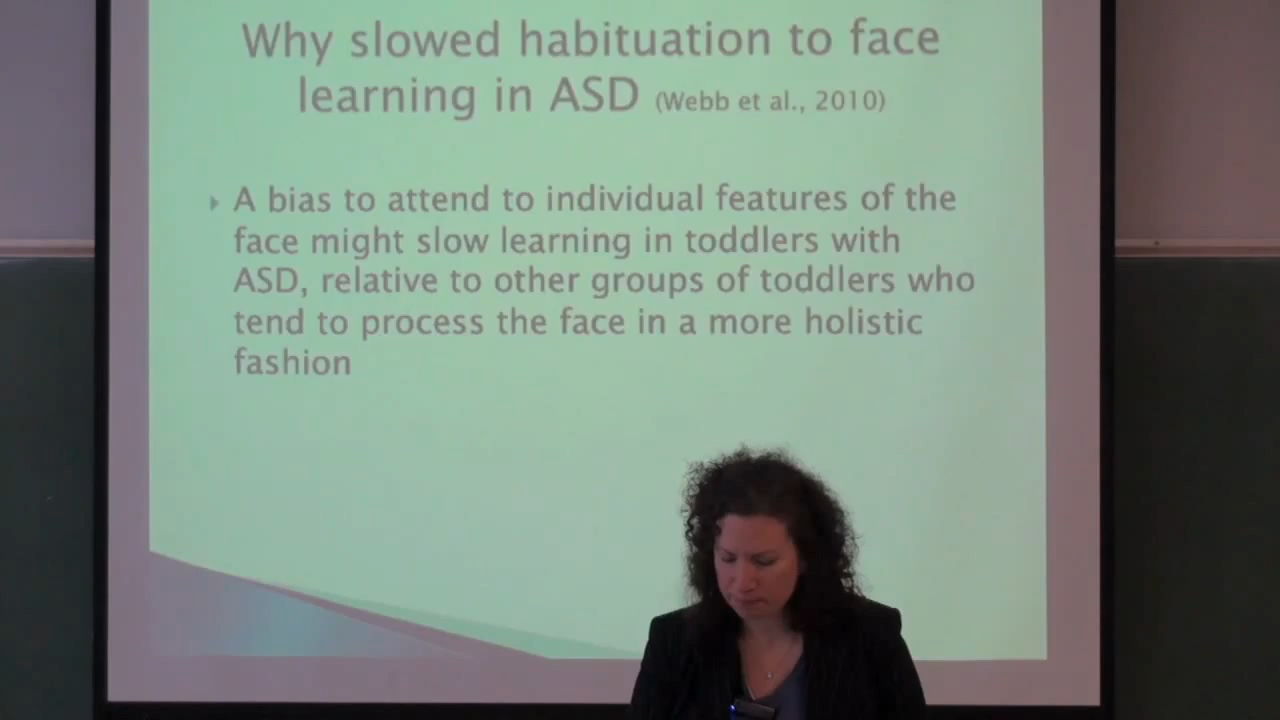 Why slowed habituation to face
learning in ASD (Webb et al., 2010)
A bias to attend to individual features of the
face might slow learning in toddlers with
ASD, relative to other groups of toddlers who
tend to process the face in a more holistic
fashion